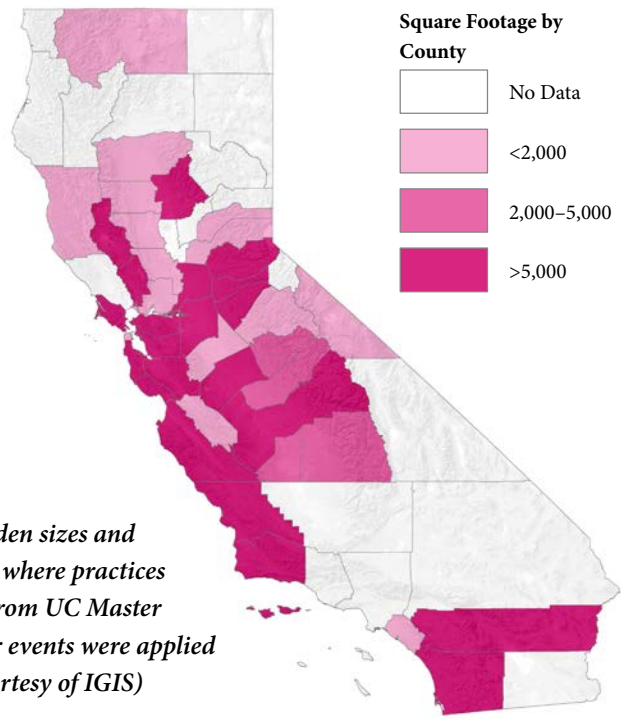 Square Footage by
County
No Data
<2,000
2,000–5,000
>5,000
den sizes and
where practices
from UC Master
r events were applied
rtesy of IGIS)